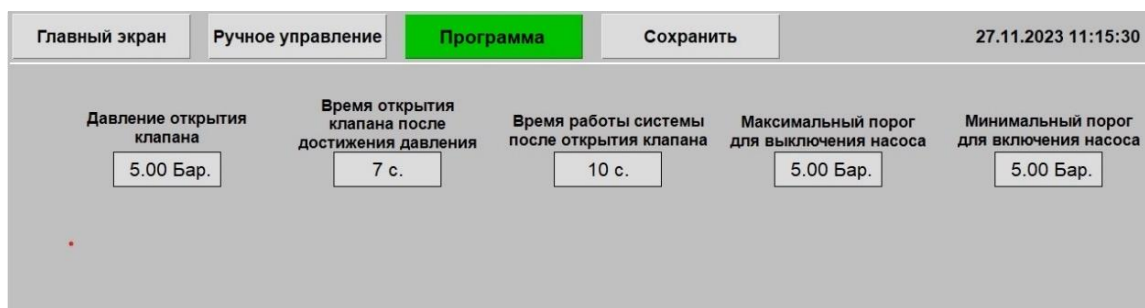 Главный экран
Ручное управление
Программа
Сохранить
27.11.2023 11:15:30
Давление открытия
клапана
5.00 Бар.
Время открытия
клапана после
достижения давления
7 с.
Время работы системы
после открытия клапана
10 с.
Максимальный порог
для выключения насоса
5.00 Бар.
Минимальный порог
для включения насоса
5.00 Бар.